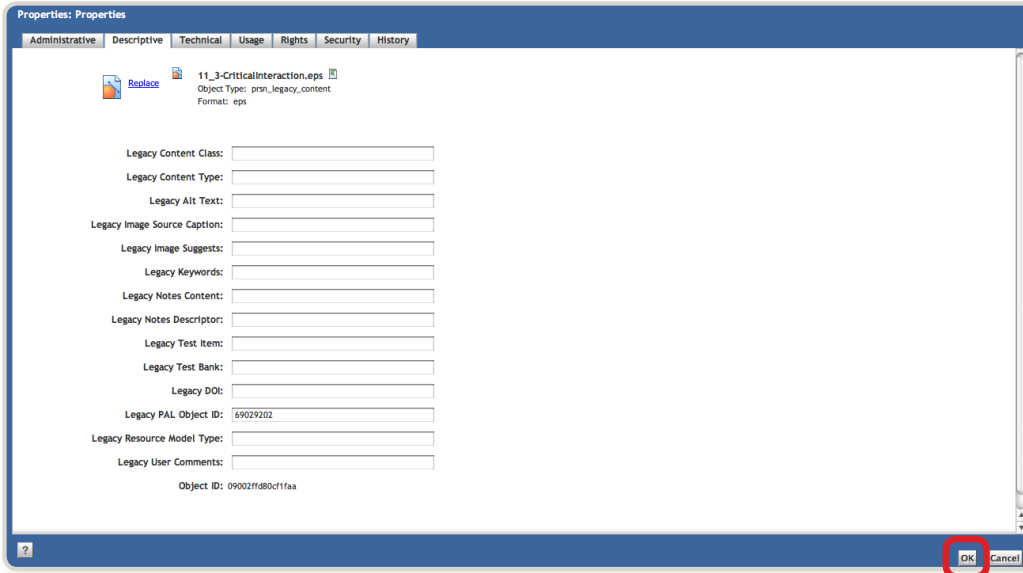 Properties: Properties
Administrative Descriptive Technical Usage Rights Security History
Replace
11_3-CriticalInteraction.eps
Object Type: prsn_legacy_content
Format: eps
Legacy Content Class:
Legacy Content Type:
Legacy Alt Text:
Legacy Image Source Caption:
Legacy Image Suggests:
Legacy Keywords:
Legacy Notes Content:
Legacy Notes Descriptor:
Legacy Test Item:
Legacy Test Bank:
Legacy DOI:
Legacy PAL Object ID: 69029202
Legacy Resource Model Type:
Legacy User Comments:
Object ID: 09002ffd80cf1faa
? OK Cancel